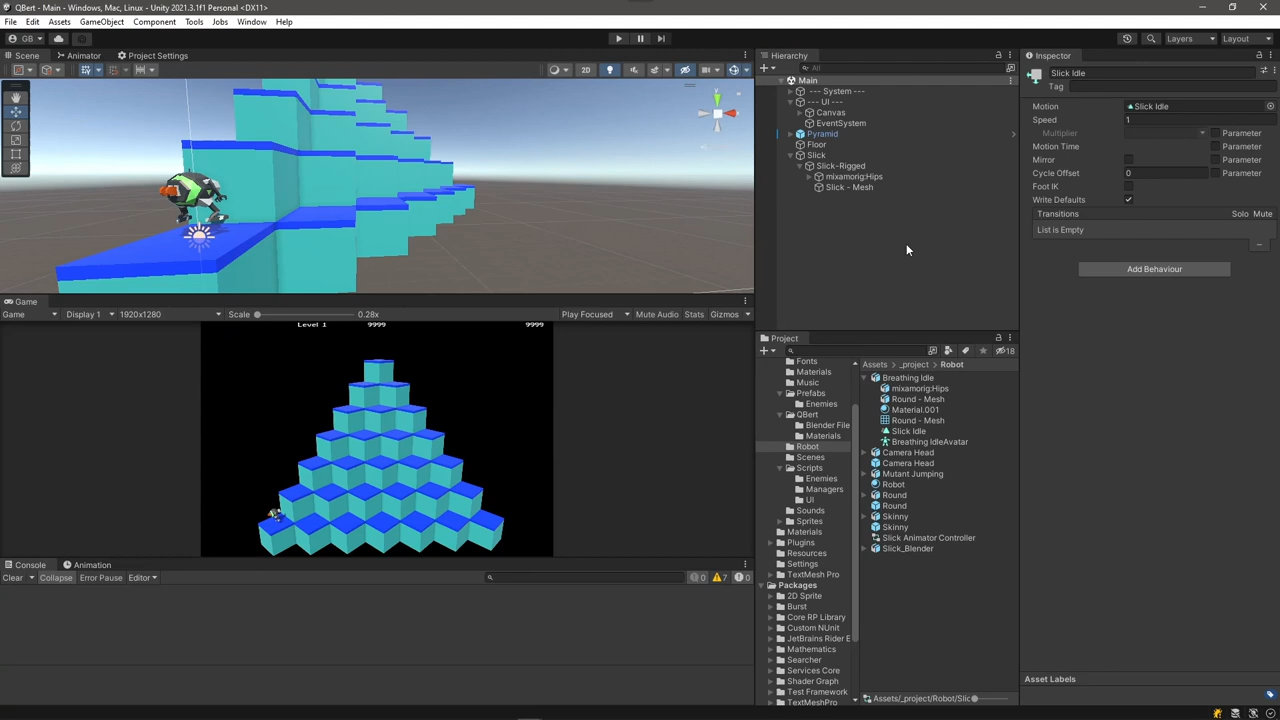 QBert - Main - Windows, Mac, Linux - Unity 2021.3.1f1 Personal <DX11>
File Edit Assets GameObject Component Tools Jobs Window Help
GB Layers Layout
Scene Animator Project Settings
2D
Game
Game Display 1 1920x1280 Scale 0.28x Play Focused Mute Audio Stats Gizmos
Level 1 9999 9999
Console Animation
Clear Collapse Error Pause Editor 0 7 0
Hierarchy
All
Main
--- System ---
--- UI ---
Canvas
EventSystem
Pyramid
Floor
Slick
Slick-Rigged
mixamorig:Hips
Slick - Mesh
Project
18
Fonts
Materials
Music
Prefabs
Enemies
QBert
Blender File
Materials
Robot
Scenes
Scripts
Enemies
Managers
UI
Sounds
Sprites
Materials
Plugins
Resources
Settings
TextMesh Pro
Packages
2D Sprite
Burst
Core RP Library
Custom NUnit
JetBrains Rider E
Mathematics
Searcher
Services Core
Shader Graph
Test Framework
TextMeshPro
Assets > _project > Robot
Breathing Idle
mixamorig:Hips
Round - Mesh
Material.001
Round - Mesh
Slick Idle
Breathing IdleAvatar
Camera Head
Camera Head
Mutant Jumping
Robot
Round
Round
Skinny
Skinny
Slick Animator Controller
Slick_Blender
Assets/_project/Robot/Slic
Inspector
Slick Idle
Tag
Motion Slick Idle
Speed 1
Multiplier Parameter
Motion Time Parameter
Mirror Parameter
Cycle Offset 0 Parameter
Foot IK
Write Defaults
Transitions Solo Mute
List is Empty
Add Behaviour
Asset Labels